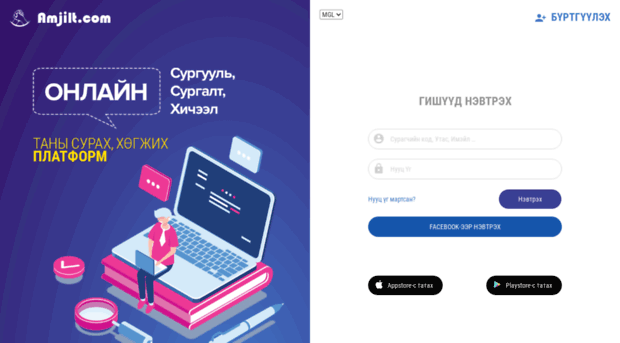 Amjilt.com
MGL
БҮРТГҮҮЛЭХ
ОНЛАЙН
Сургууль,
Сургалт,
Хичээл
ТАНЫ СУРАХ, ХӨГЖИХ
ПЛАТФОРМ
ГИШҮҮД НЭВТРЭХ
Сурагчийн код, Утас, Имэйл...
Нууц үг
Нууц үг мартсан?
Нэвтрэх
FACEBOOK-ЭЭР НЭВТРЭХ
Appstore-с татах
Playstore-с татах